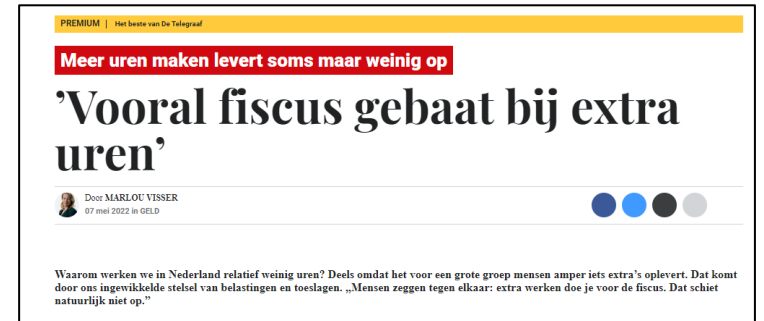 PREMIUM | Het beste van De Telegraaf
Meer uren maken levert soms maar weinig op
’Vooral fiscus gebaat bij extra
uren’
Door MARLOU VISSER
07 mei 2022 in GELD
Waarom werken we in Nederland relatief weinig uren? Deels omdat het voor een grote groep mensen amper iets extra’s oplevert. Dat komt
door ons ingewikkelde stelsel van belastingen en toeslagen. „Mensen zeggen tegen elkaar: extra werken doe je voor de fiscus. Dat schiet
natuurlijk niet op.”